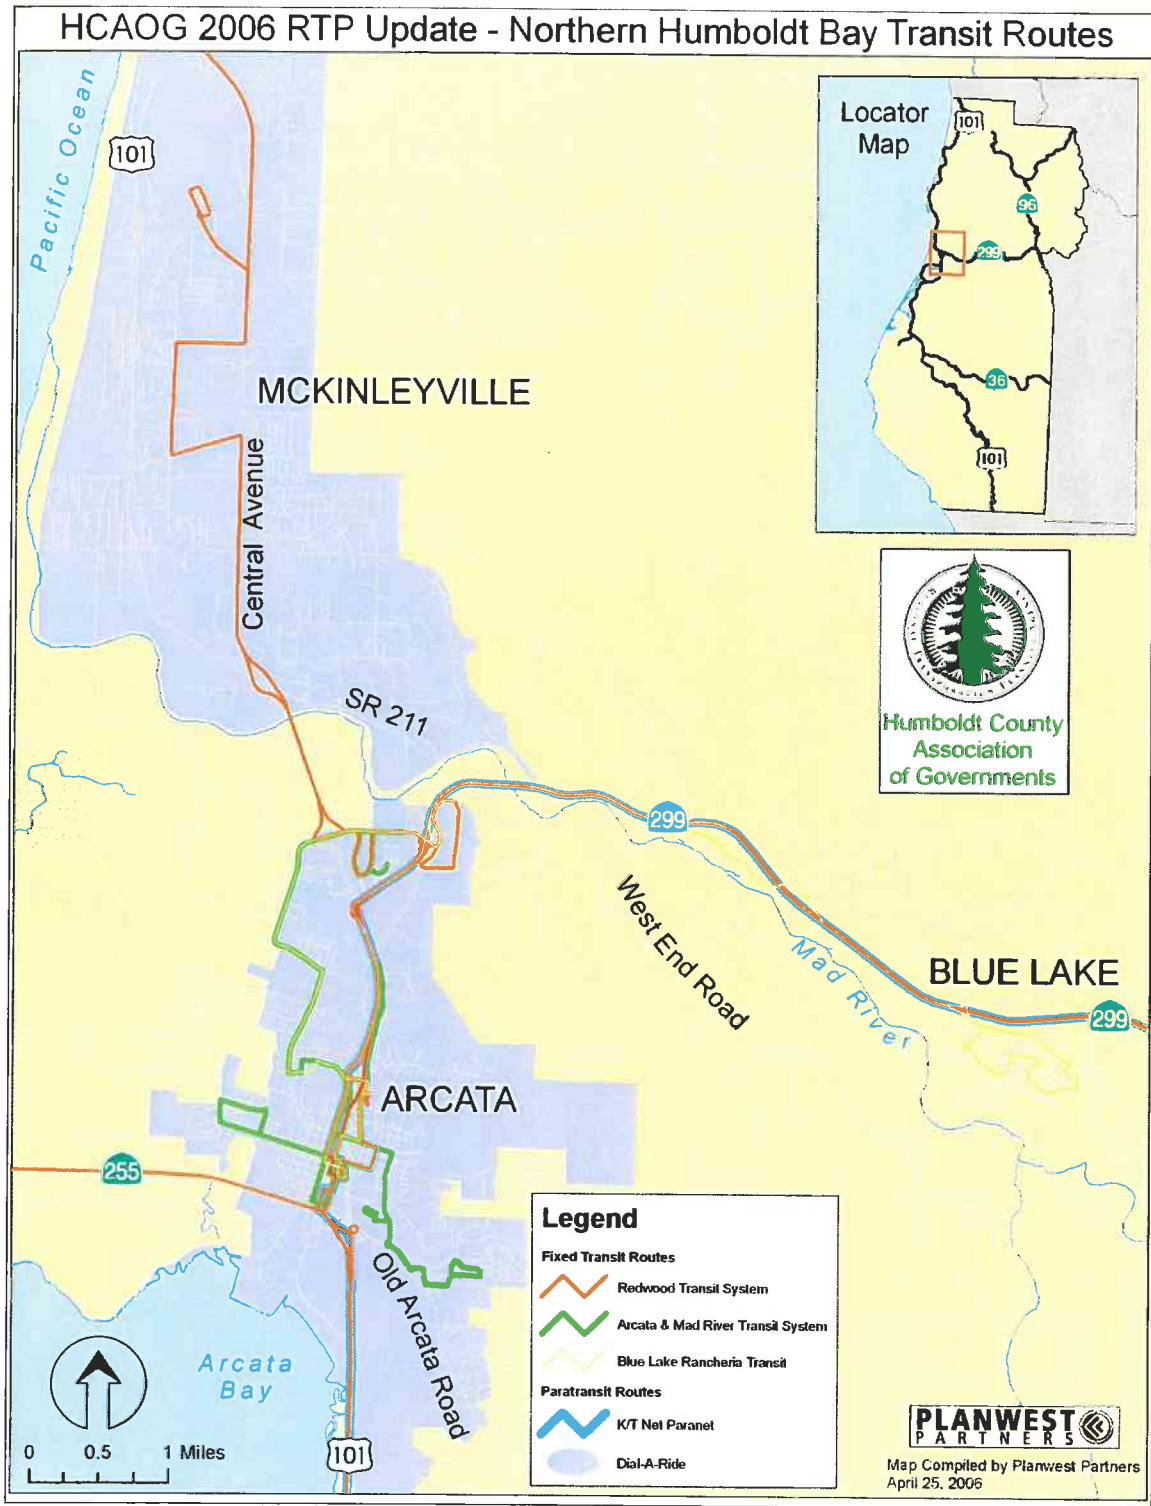 HCAOG 2006 RTP Update - Northern Humboldt Bay Transit Routes
Pacific Ocean
101
Locator
Map
101
96
299
36
101
MCKINLEYVILLE
Central Avenue
SR 211
Humboldt County
Association
of Governments
299
West End Road
Mad River
BLUE LAKE
299
ARCATA
255
Old Arcata Road
Arcata
Bay
101
0 0.5 1 Miles
Legend
Fixed Transit Routes
Redwood Transit System
Arcata & Mad River Transit System
Blue Lake Rancheria Transit
Paratransit Routes
K/T Net Paranet
Dial-A-Ride
PLANWEST
PARTNERS
Map Compiled by Planwest Partners
April 25, 2006